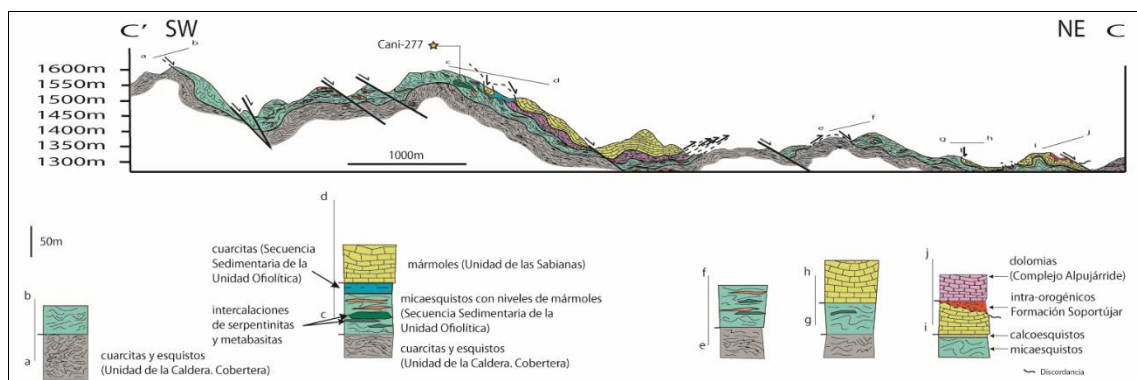 C' SW
NE C
Cani-277
a
b
c
d
e
f
g
h
i
j
1600m
1550m
1500m
1450m
1400m
1350m
1300m
1000m
50m
b
a
cuarcitas y esquistos
(Unidad de la Caldera. Cobertera)
d
c
cuarcitas (Secuencia
Sedimentaria de la
Unidad Ofiolítica)
intercalaciones
de serpentinitas
y metabasitas
mármoles (Unidad de las Sabianas)
micaesquistos con niveles de mármoles
(Secuencia Sedimentaria de la
Unidad Ofiolítica)
cuarcitas y esquistos
(Unidad de la Caldera. Cobertera)
f
e
h
g
j
i
dolomias
(Complejo Alpujárride)
intra-orogénicos
Formación Soportújar
calcoesquistos
micaesquistos
Discordancia